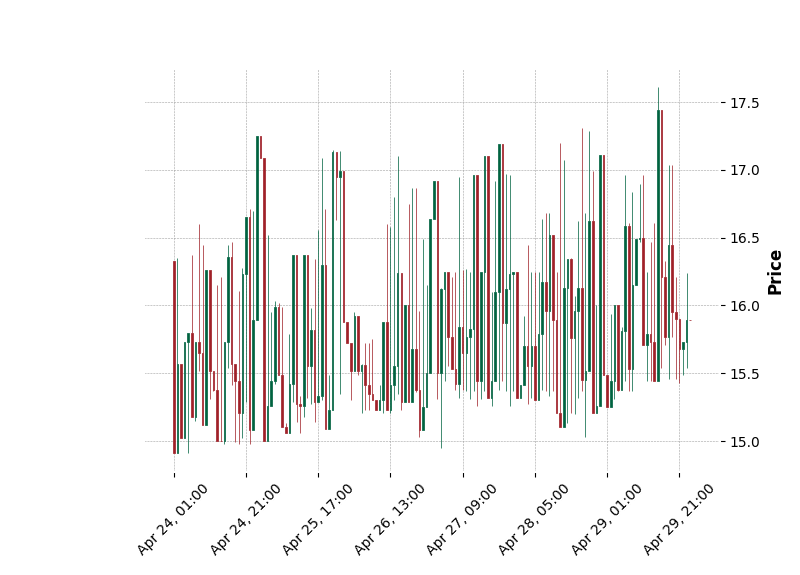 17.5
17.0
16.5
16.0
15.5
15.0
Price
Apr 24, 01:00
Apr 24, 21:00
Apr 25, 17:00
Apr 26, 13:00
Apr 27, 09:00
Apr 28, 05:00
Apr 29, 01:00
Apr 29, 21:00